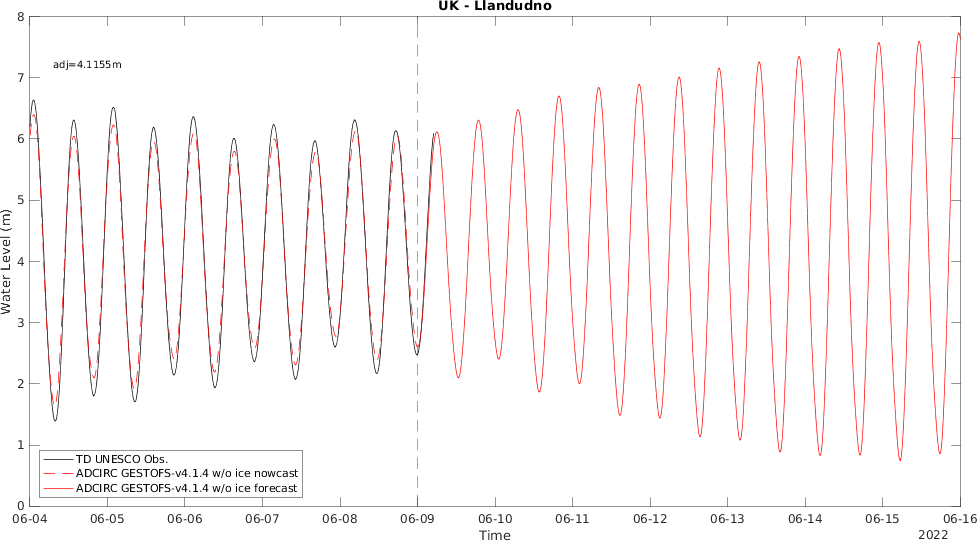 UK - Llandudno
8
7
6
5
4
3
2
1
0
Water Level (m)
adj=4.1155m
TD UNESCO Obs.
ADCIRC GESTOFS-v4.1.4 w/o ice nowcast
ADCIRC GESTOFS-v4.1.4 w/o ice forecast
06-04 06-05 06-06 06-07 06-08 06-09 06-10 06-11 06-12 06-13 06-14 06-15 06-16
Time
2022